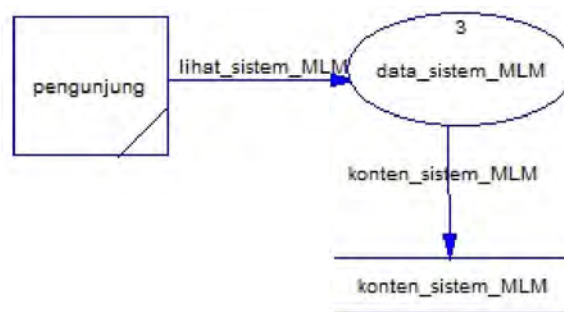 3
lihat_sistem_MLM
data_sistem_MLM
pengunjung
konten_sistem_MLM
konten_sistem_MLM